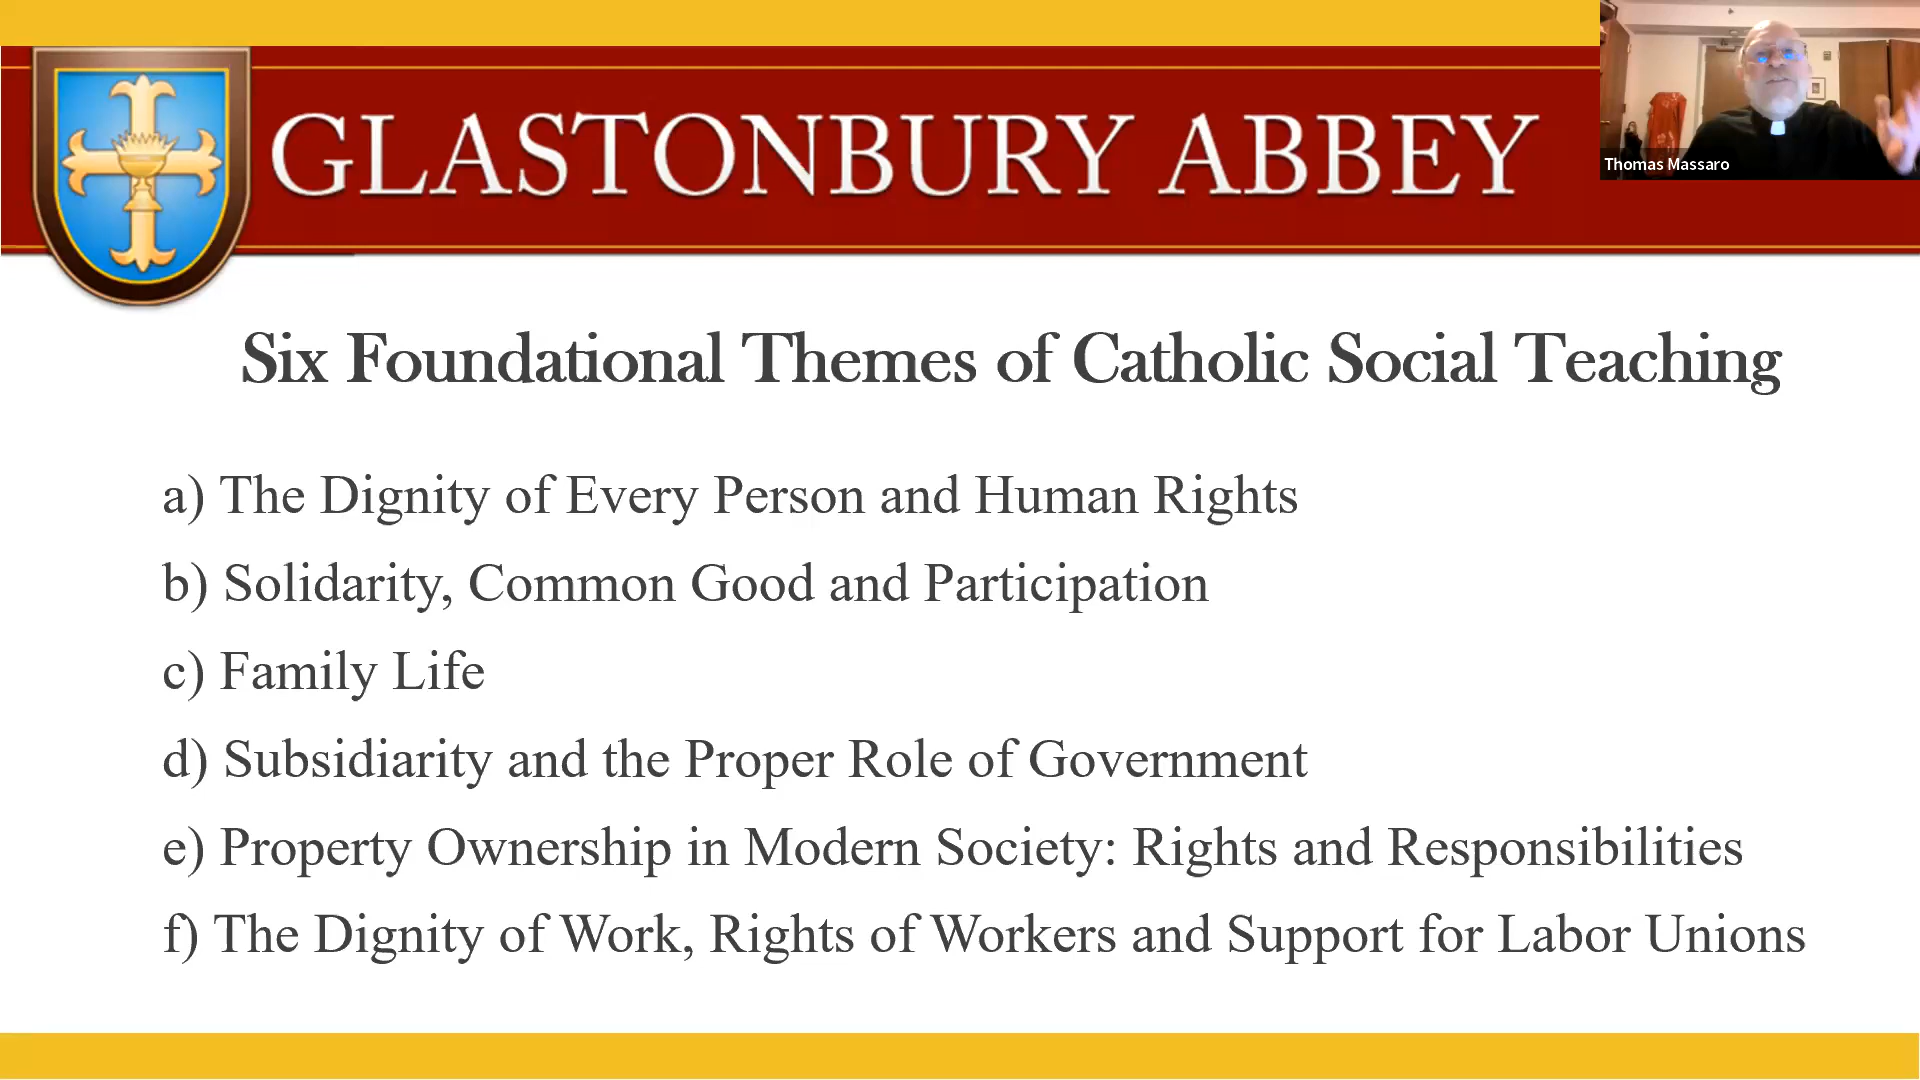 GLASTONBURY ABBEY
Thomas Massaro
Six Foundational Themes of Catholic Social Teaching
a) The Dignity of Every Person and Human Rights
b) Solidarity, Common Good and Participation
c) Family Life
d) Subsidiarity and the Proper Role of Government
e) Property Ownership in Modern Society: Rights and Responsibilities
f) The Dignity of Work, Rights of Workers and Support for Labor Unions